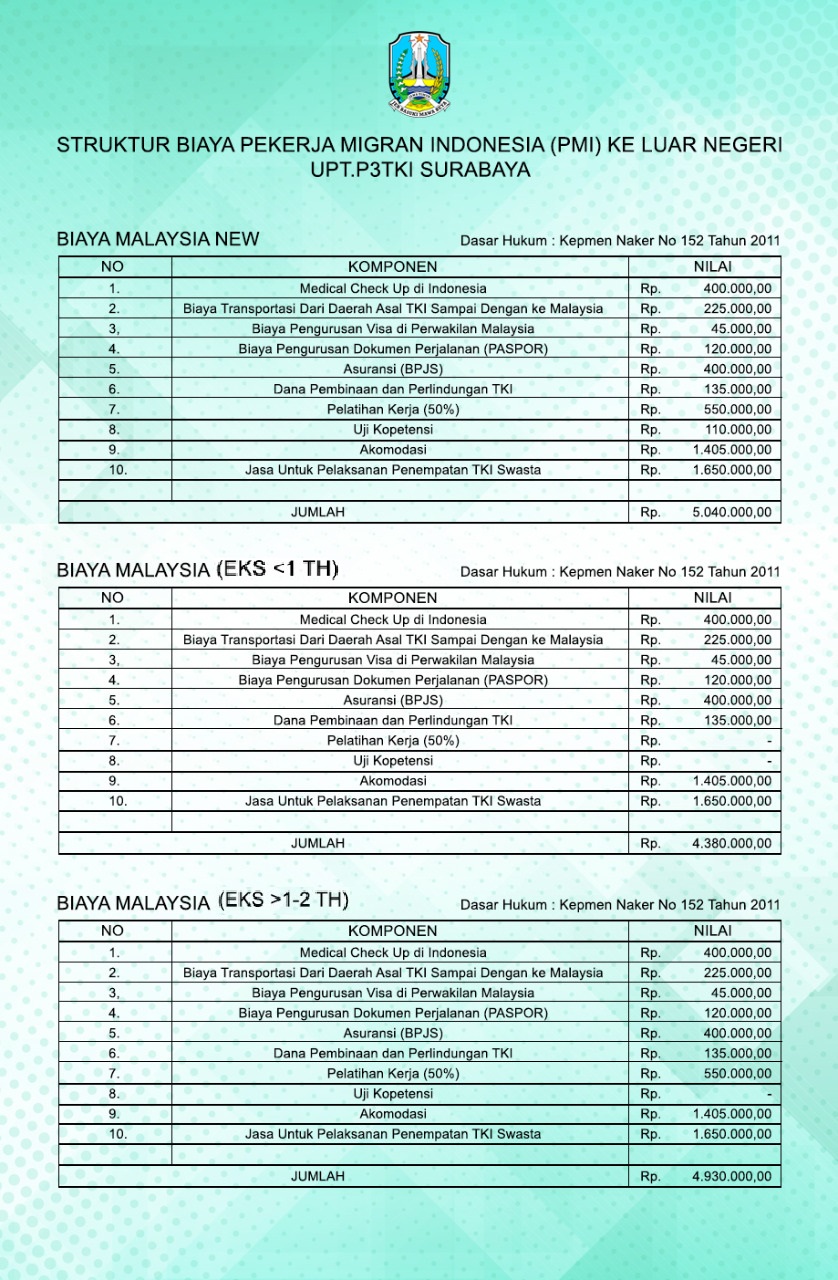 JER BASUKI MAWA BEYA
STRUKTUR BIAYA PEKERJA MIGRAN INDONESIA (PMI) KE LUAR NEGERI
UPT.P3TKI SURABAYA
BIAYA MALAYSIA NEW Dasar Hukum : Kepmen Naker No 152 Tahun 2011
NO KOMPONEN NILAI
1. Medical Check Up di Indonesia Rp. 400.000,00
2. Biaya Transportasi Dari Daerah Asal TKI Sampai Dengan ke Malaysia Rp. 225.000,00
3, Biaya Pengurusan Visa di Perwakilan Malaysia Rp. 45.000,00
4. Biaya Pengurusan Dokumen Perjalanan (PASPOR) Rp. 120.000,00
5. Asuransi (BPJS) Rp. 400.000,00
6. Dana Pembinaan dan Perlindungan TKI Rp. 135.000,00
7. Pelatihan Kerja (50%) Rp. 550.000,00
8. Uji Kopetensi Rp. 110.000,00
9. Akomodasi Rp. 1.405.000,00
10. Jasa Untuk Pelaksanan Penempatan TKI Swasta Rp. 1.650.000,00
JUMLAH Rp. 5.040.000,00
BIAYA MALAYSIA (EKS <1 TH) Dasar Hukum : Kepmen Naker No 152 Tahun 2011
NO KOMPONEN NILAI
1. Medical Check Up di Indonesia Rp. 400.000,00
2. Biaya Transportasi Dari Daerah Asal TKI Sampai Dengan ke Malaysia Rp. 225.000,00
3, Biaya Pengurusan Visa di Perwakilan Malaysia Rp. 45.000,00
4. Biaya Pengurusan Dokumen Perjalanan (PASPOR) Rp. 120.000,00
5. Asuransi (BPJS) Rp. 400.000,00
6. Dana Pembinaan dan Perlindungan TKI Rp. 135.000,00
7. Pelatihan Kerja (50%) Rp. -
8. Uji Kopetensi Rp. -
9. Akomodasi Rp. 1.405.000,00
10. Jasa Untuk Pelaksanan Penempatan TKI Swasta Rp. 1.650.000,00
JUMLAH Rp. 4.380.000,00
BIAYA MALAYSIA (EKS >1-2 TH) Dasar Hukum : Kepmen Naker No 152 Tahun 2011
NO KOMPONEN NILAI
1. Medical Check Up di Indonesia Rp. 400.000,00
2. Biaya Transportasi Dari Daerah Asal TKI Sampai Dengan ke Malaysia Rp. 225.000,00
3, Biaya Pengurusan Visa di Perwakilan Malaysia Rp. 45.000,00
4. Biaya Pengurusan Dokumen Perjalanan (PASPOR) Rp. 120.000,00
5. Asuransi (BPJS) Rp. 400.000,00
6. Dana Pembinaan dan Perlindungan TKI Rp. 135.000,00
7. Pelatihan Kerja (50%) Rp. 550.000,00
8. Uji Kopetensi Rp. -
9. Akomodasi Rp. 1.405.000,00
10. Jasa Untuk Pelaksanan Penempatan TKI Swasta Rp. 1.650.000,00
JUMLAH Rp. 4.930.000,00